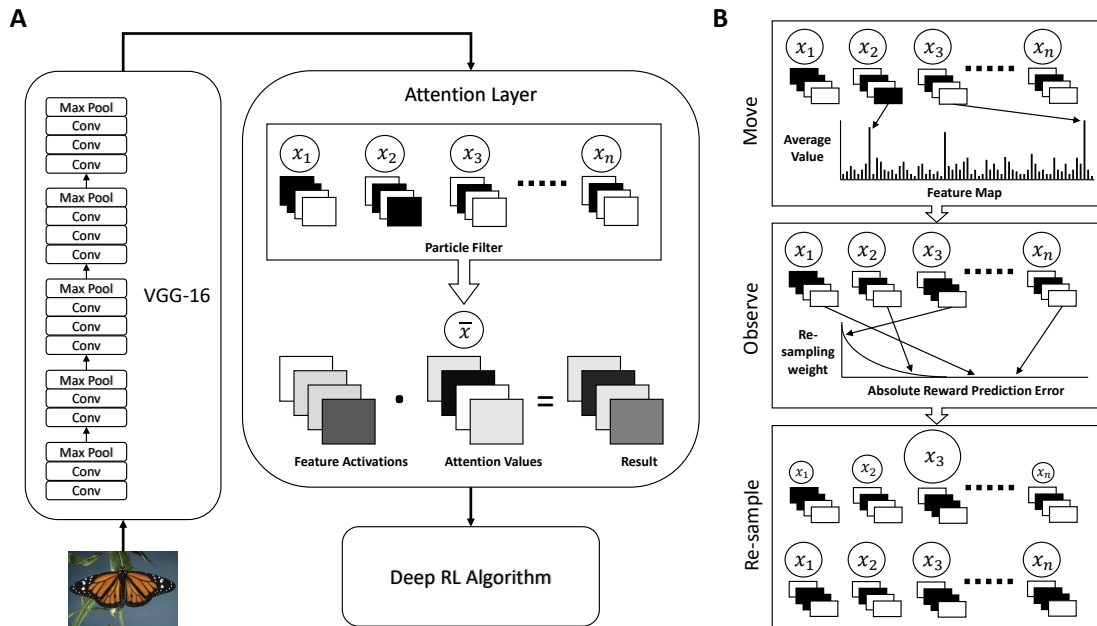 A
Max Pool
Conv
Conv
Conv
Max Pool
Conv
Conv
Conv
Max Pool
Conv
Conv
Conv
Max Pool
Conv
Conv
Max Pool
Conv
Conv
VGG-16
Attention Layer
x₁ x₂ x₃ xₙ
Particle Filter
x̅
· =
Feature Activations Attention Values Result
Deep RL Algorithm
B
Move
x₁ x₂ x₃ xₙ
Average
Value
Feature Map
Observe
x₁ x₂ x₃ xₙ
Re-
sampling
weight
Absolute Reward Prediction Error
Re-sample
x₁ x₂ x₃ xₙ
x₁ x₂ x₃ xₙ